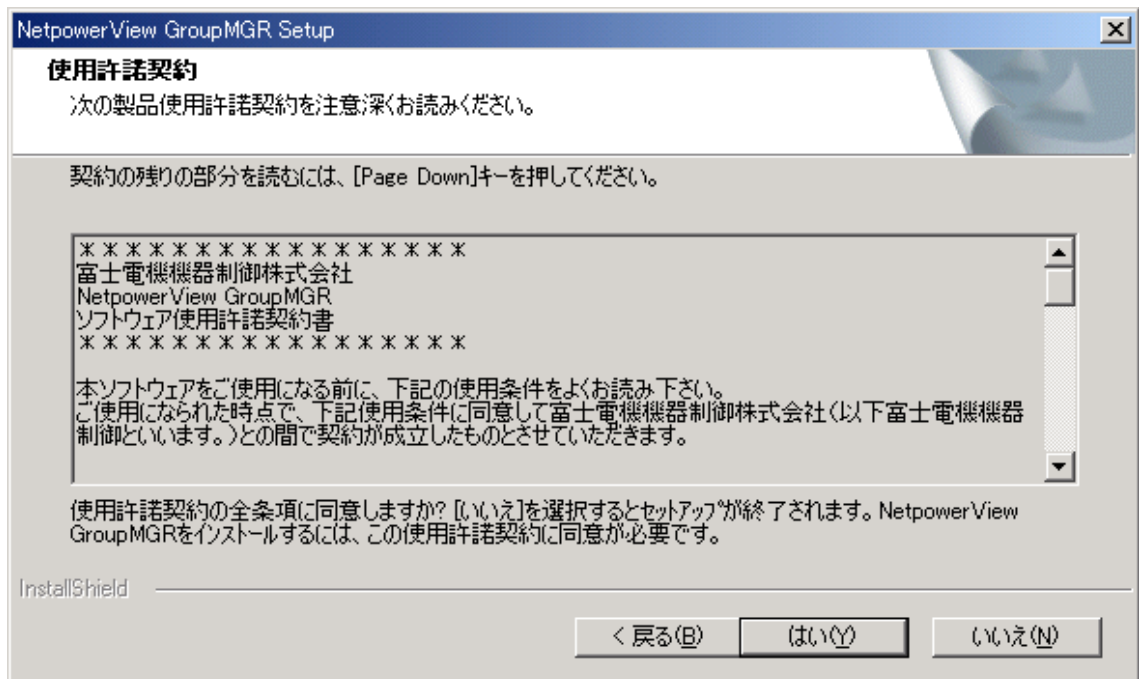 NetpowerView GroupMGR Setup
使用許諾契約
次の製品使用許諾契約を注意深くお読みください。
契約の残りの部分を読むには、[Page Down]キーを押してください。
＊＊＊＊＊＊＊＊＊＊＊＊＊＊＊＊＊
富士電機機器制御株式会社
NetpowerView GroupMGR
ソフトウェア使用許諾契約書
＊＊＊＊＊＊＊＊＊＊＊＊＊＊＊＊＊
本ソフトウェアをご使用になる前に、下記の使用条件をよくお読み下さい。
ご使用になられた時点で、下記使用条件に同意して富士電機機器制御株式会社（以下富士電機機器
制御といいます。）との間で契約が成立したものとさせていただきます。
使用許諾契約の全条項に同意しますか? [いいえ]を選択するとセットアップが終了されます。NetpowerView
GroupMGRをインストールするには、この使用許諾契約に同意が必要です。
InstallShield
< 戻る(B) はい(Y) いいえ(N)